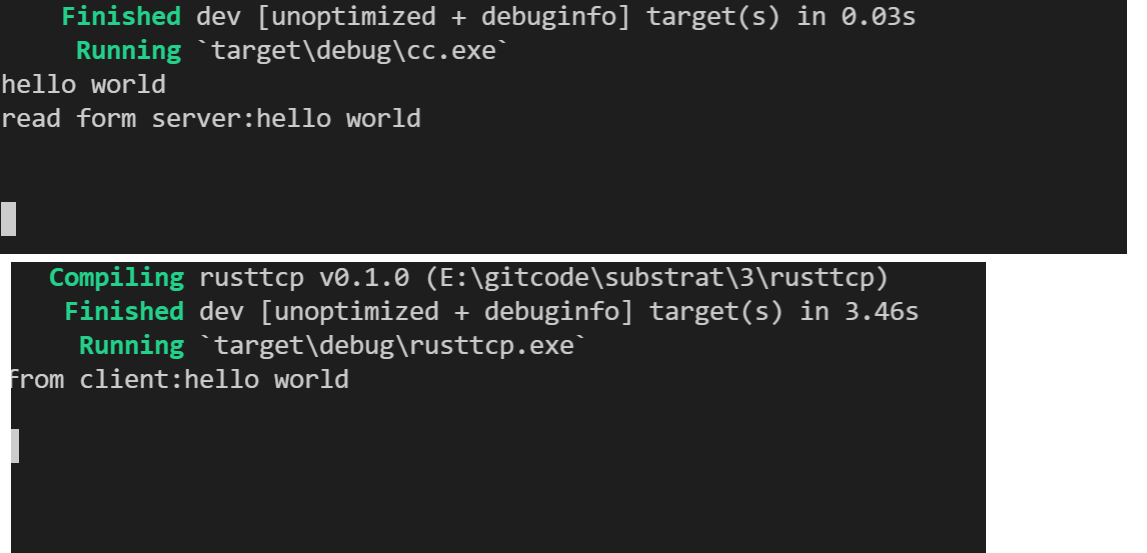 Finished dev [unoptimized + debuginfo] target(s) in 0.03s
Running `target\debug\cc.exe`
hello world
read form server:hello world
Compiling rusttcp v0.1.0 (E:\gitcode\substrat\3\rusttcp)
Finished dev [unoptimized + debuginfo] target(s) in 3.46s
Running `target\debug\rusttcp.exe`
from client:hello world